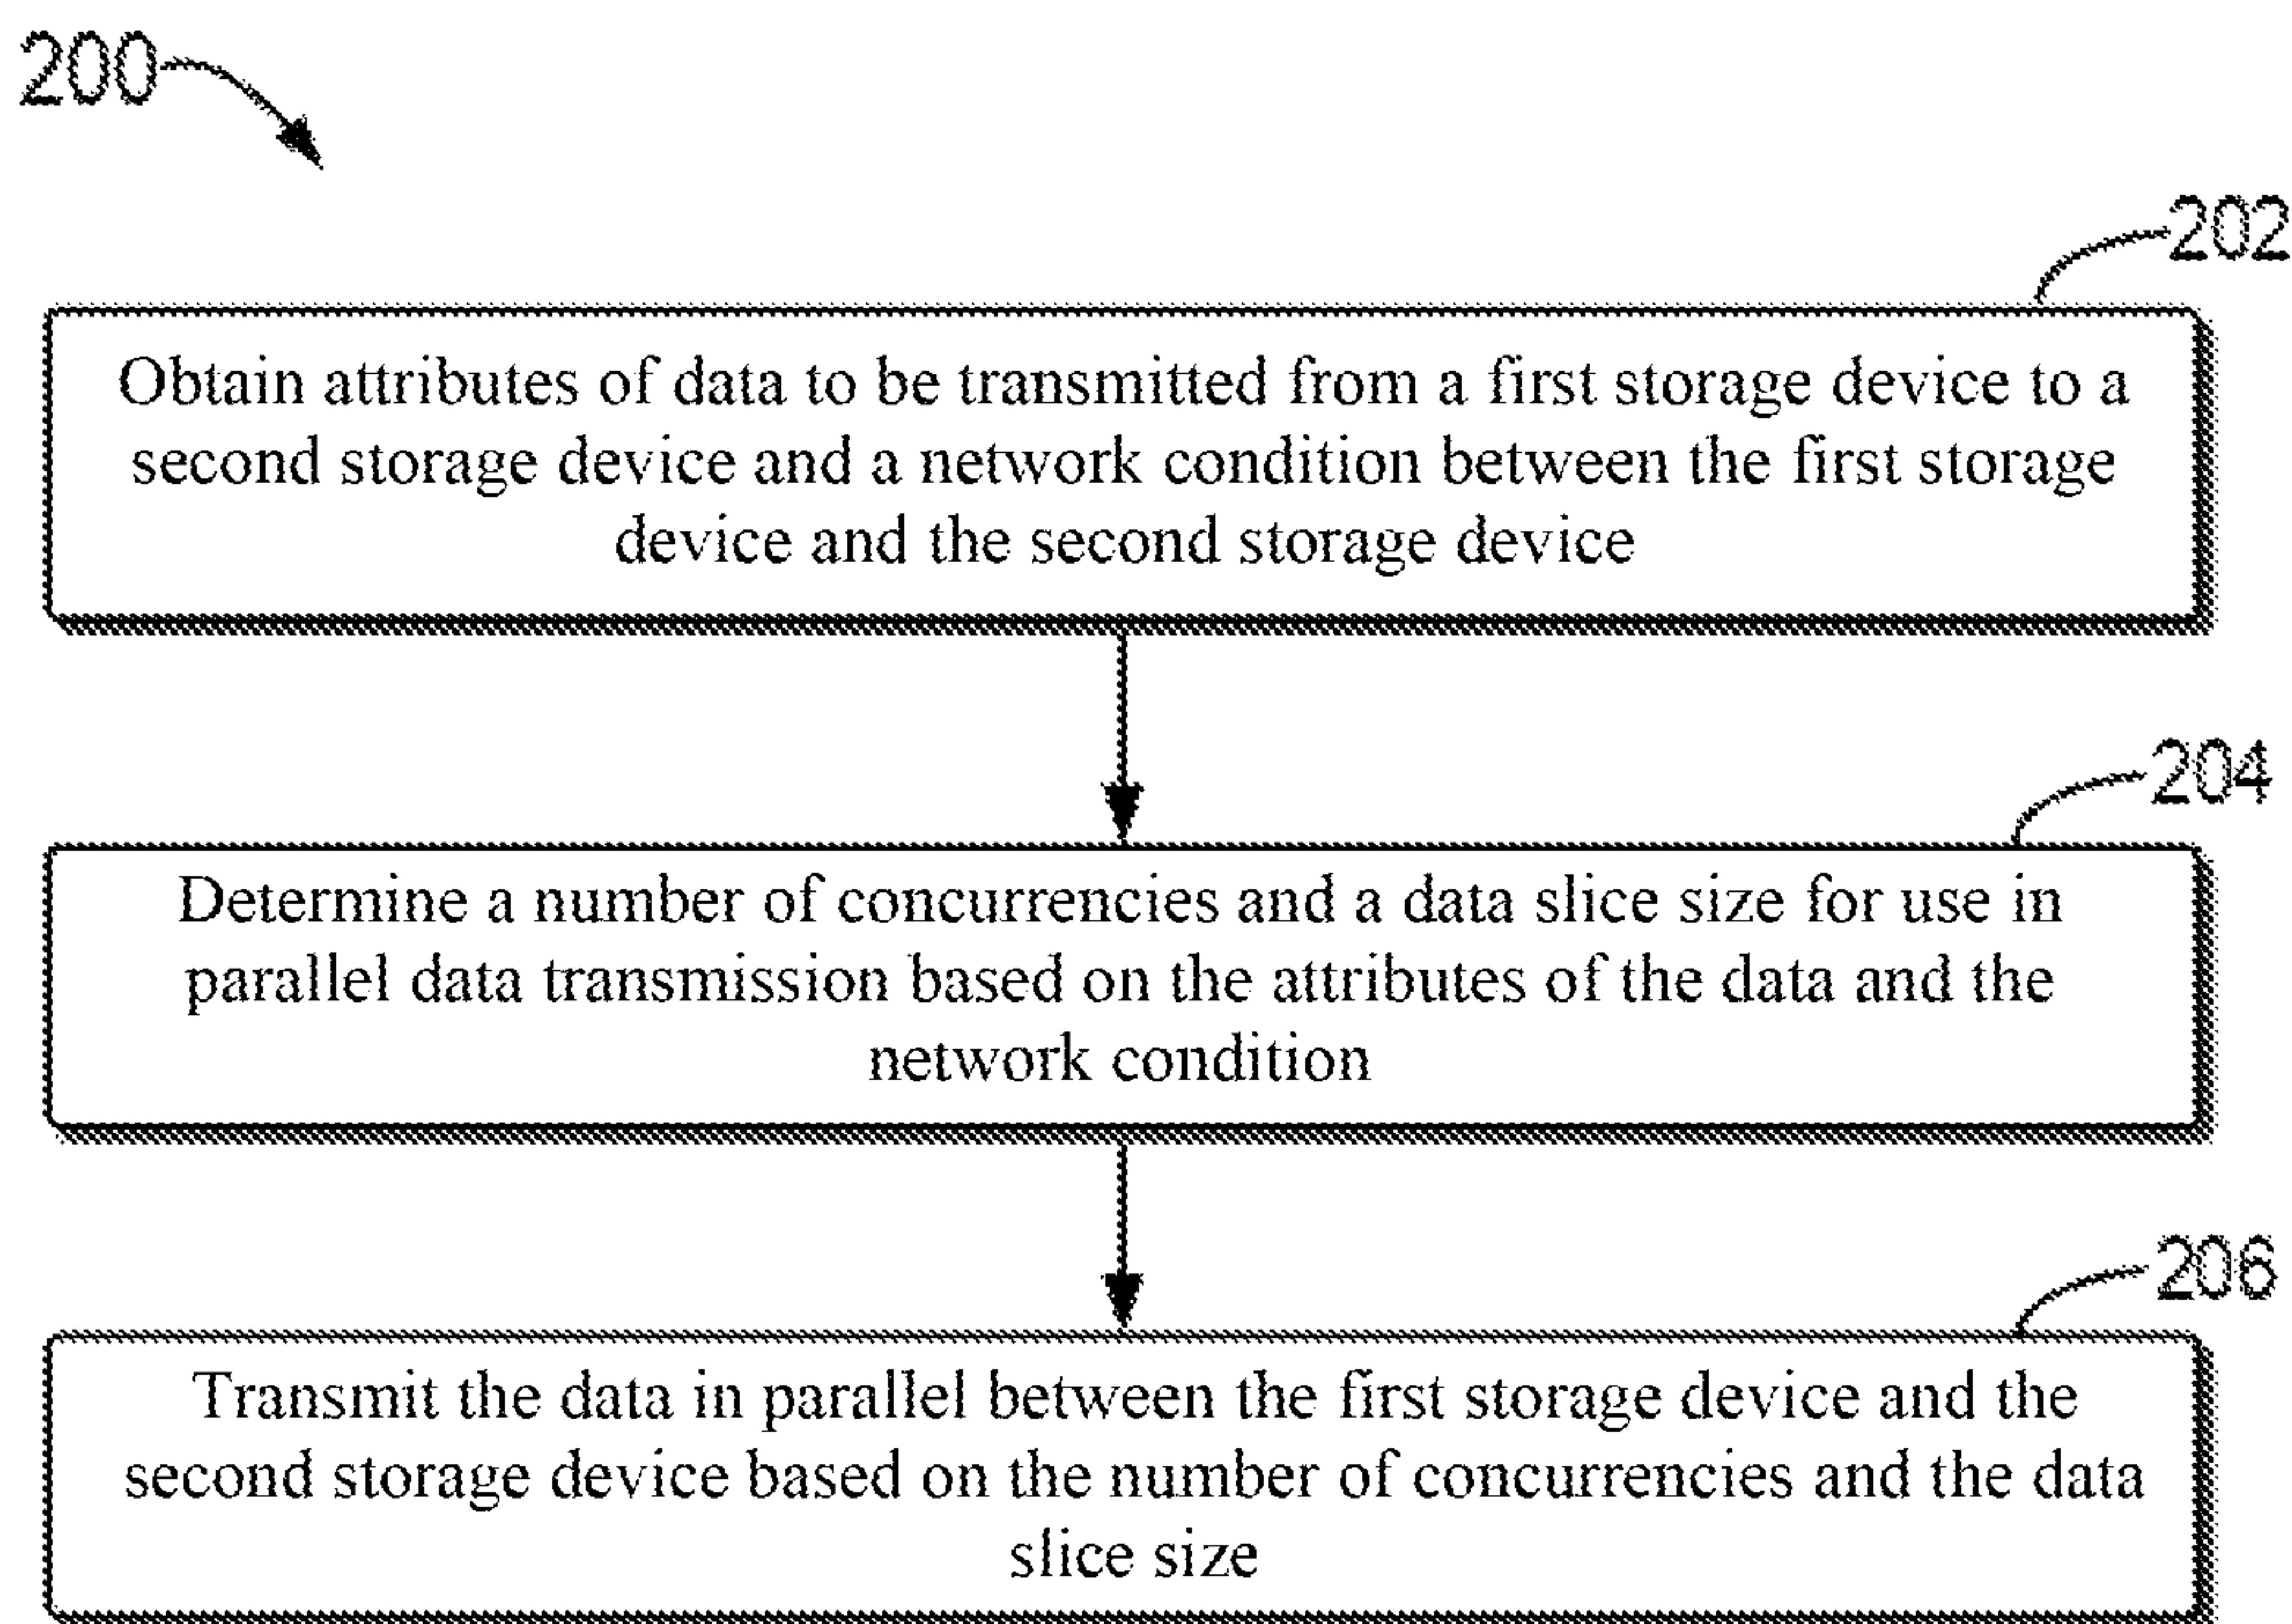 200
202
Obtain attributes of data to be transmitted from a first storage device to a
second storage device and a network condition between the first storage
device and the second storage device
204
Determine a number of concurrencies and a data slice size for use in
parallel data transmission based on the attributes of the data and the
network condition
206
Transmit the data in parallel between the first storage device and the
second storage device based on the number of concurrencies and the data
slice size